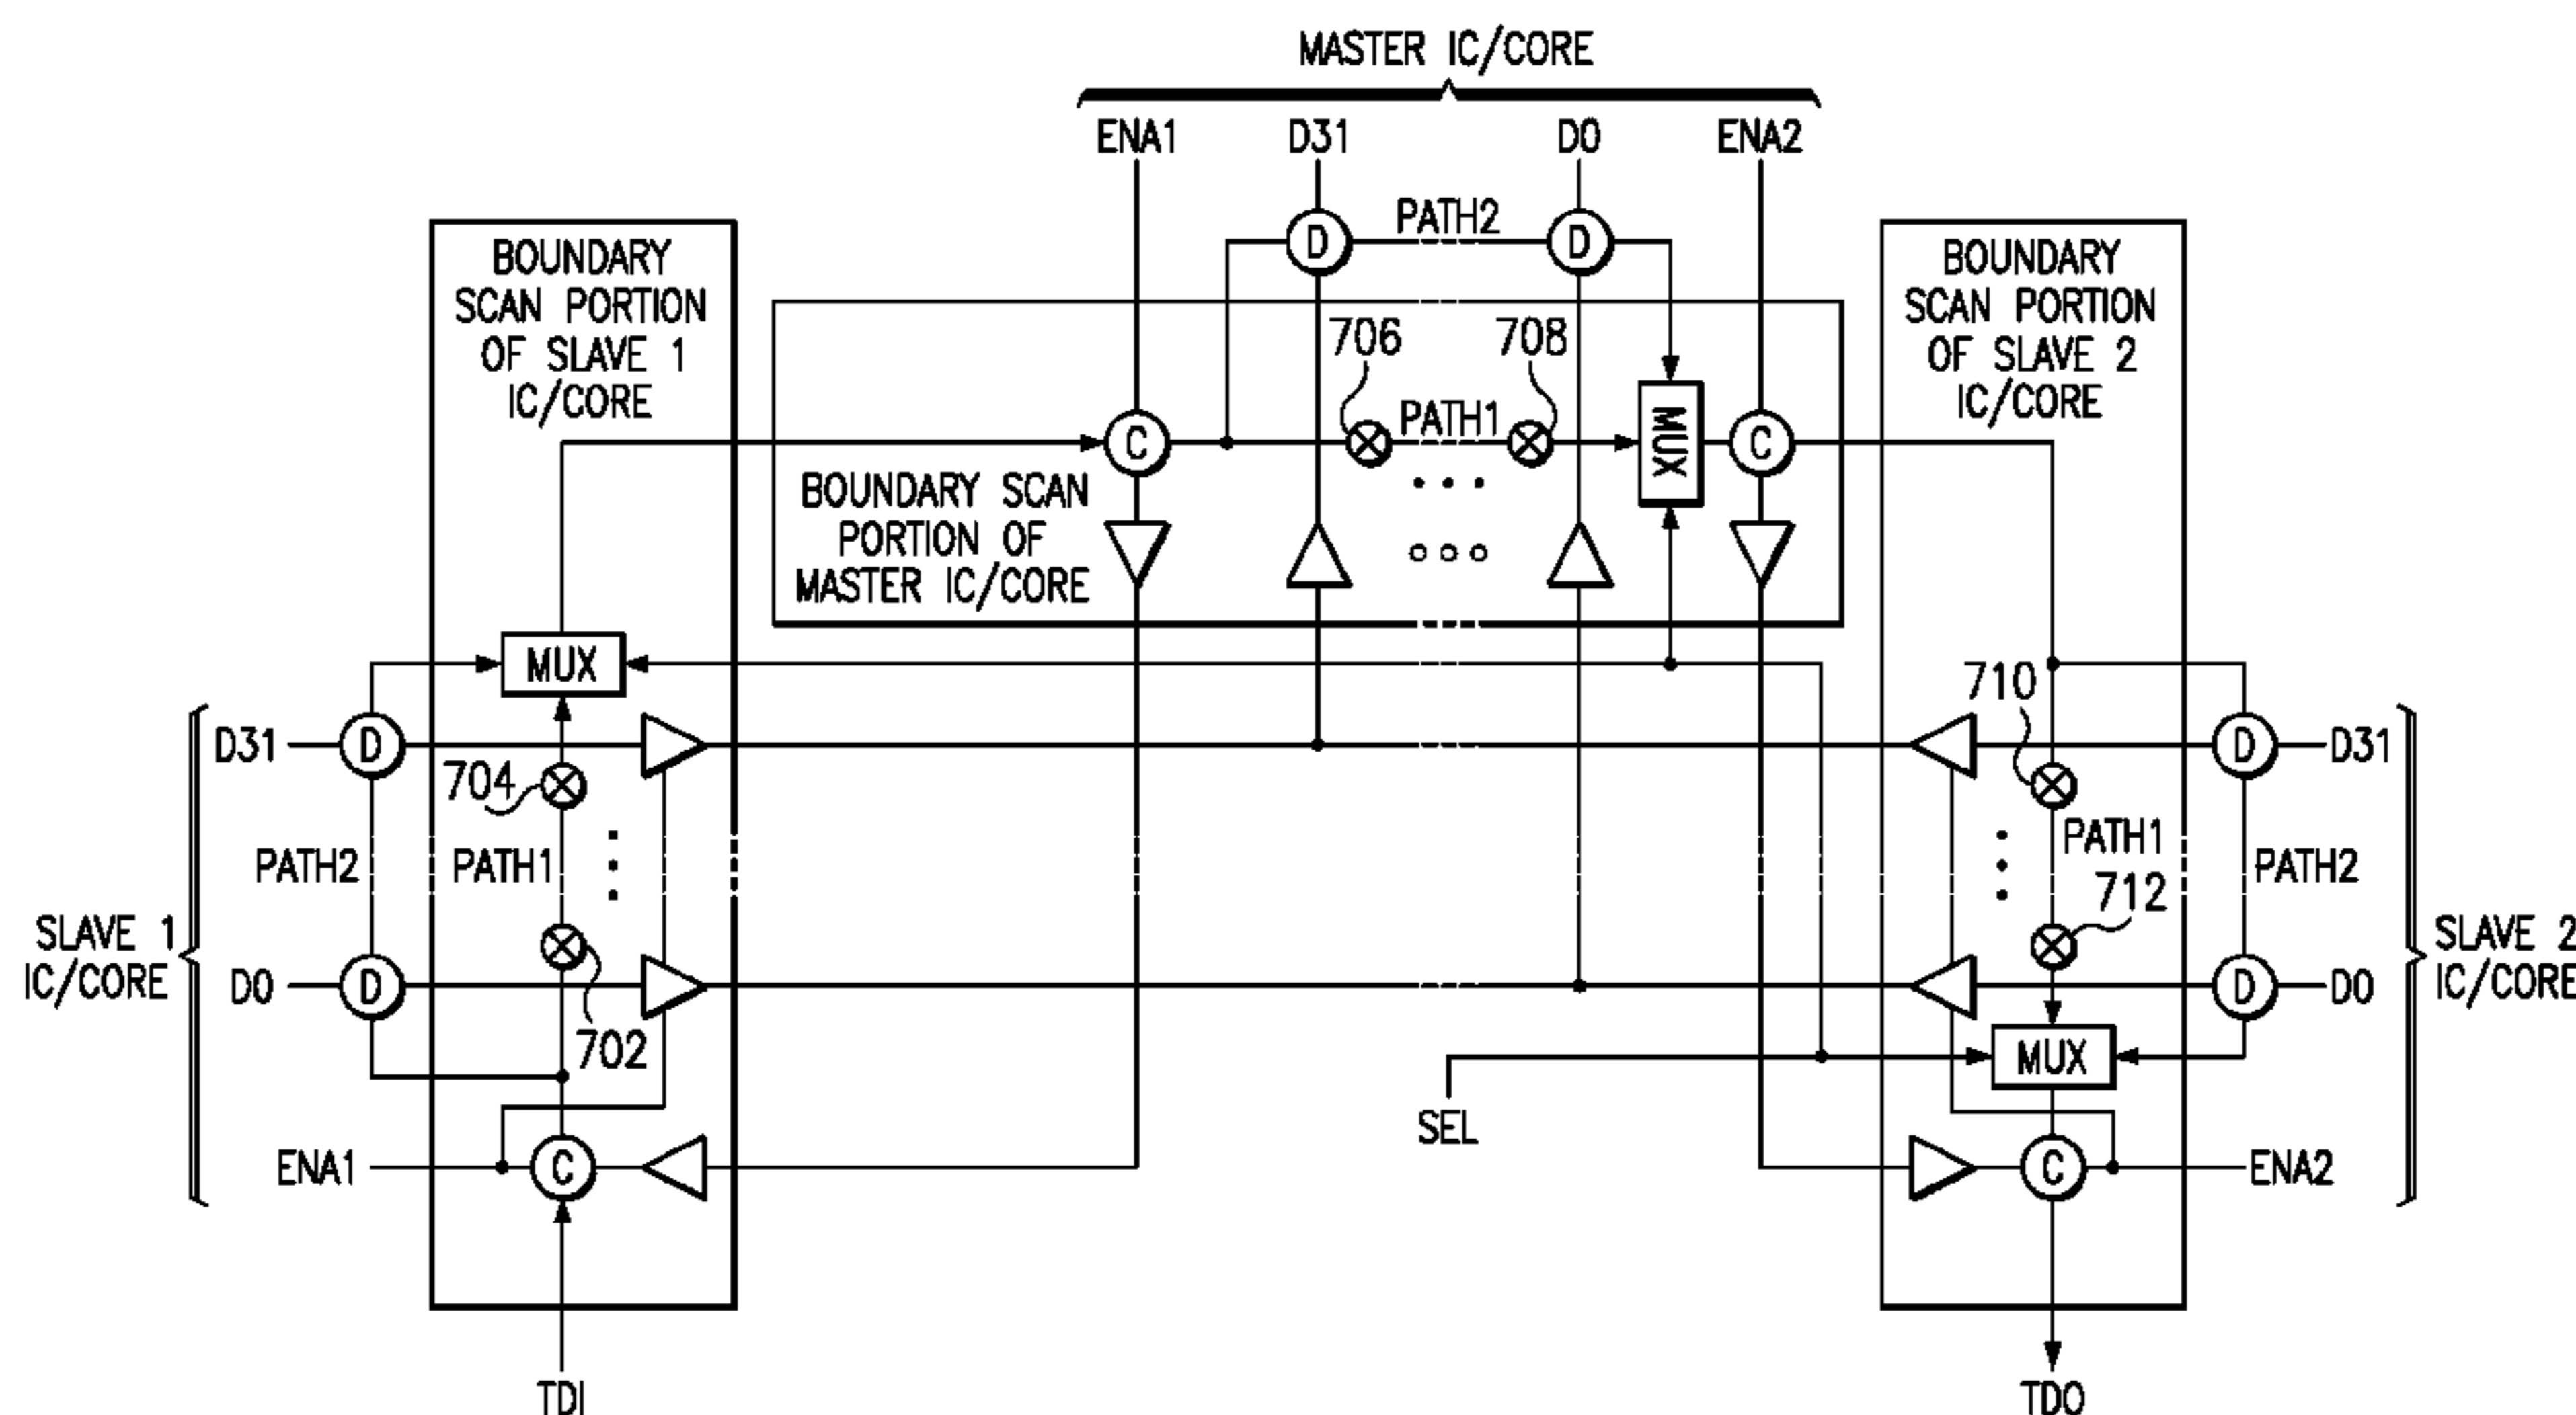 MASTER IC/CORE
ENA1
D31
D0
ENA2
PATH2
D
D
BOUNDARY
SCAN PORTION
OF SLAVE 1
IC/CORE
BOUNDARY
SCAN PORTION
OF SLAVE 2
IC/CORE
706
708
PATH1
C
MUX
C
BOUNDARY SCAN
PORTION OF
MASTER IC/CORE
MUX
710
D31
D
704
D
D31
PATH2
PATH1
PATH1
PATH2
712
SLAVE 1
IC/CORE
SLAVE 2
IC/CORE
D0
D
702
D
D0
MUX
SEL
ENA1
C
C
ENA2
TDI
TDO